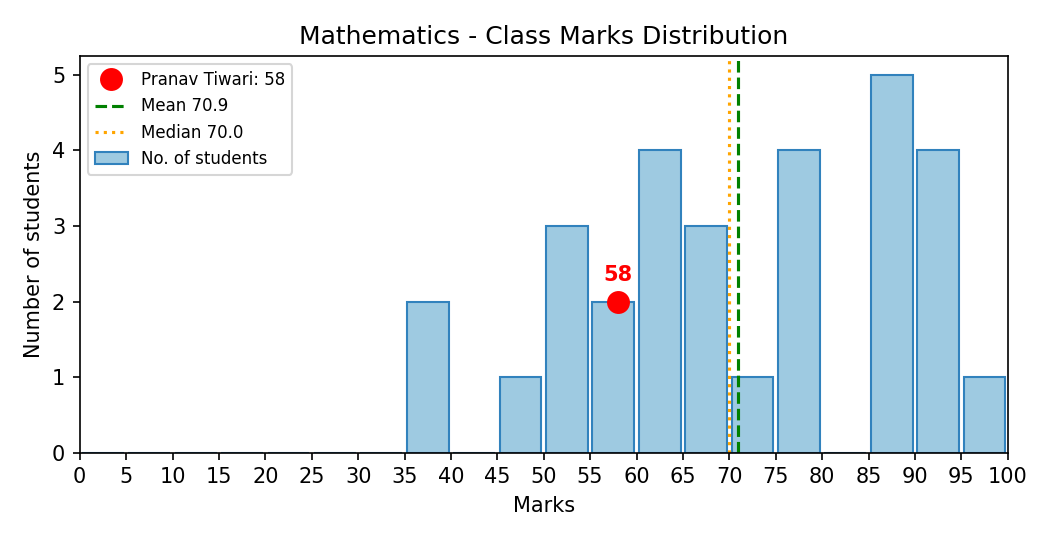 Mathematics - Class Marks Distribution
Pranav Tiwari: 58
Mean 70.9
Median 70.0
No. of students
Number of students
5
4
3
2
1
0
58
0 5 10 15 20 25 30 35 40 45 50 55 60 65 70 75 80 85 90 95 100
Marks